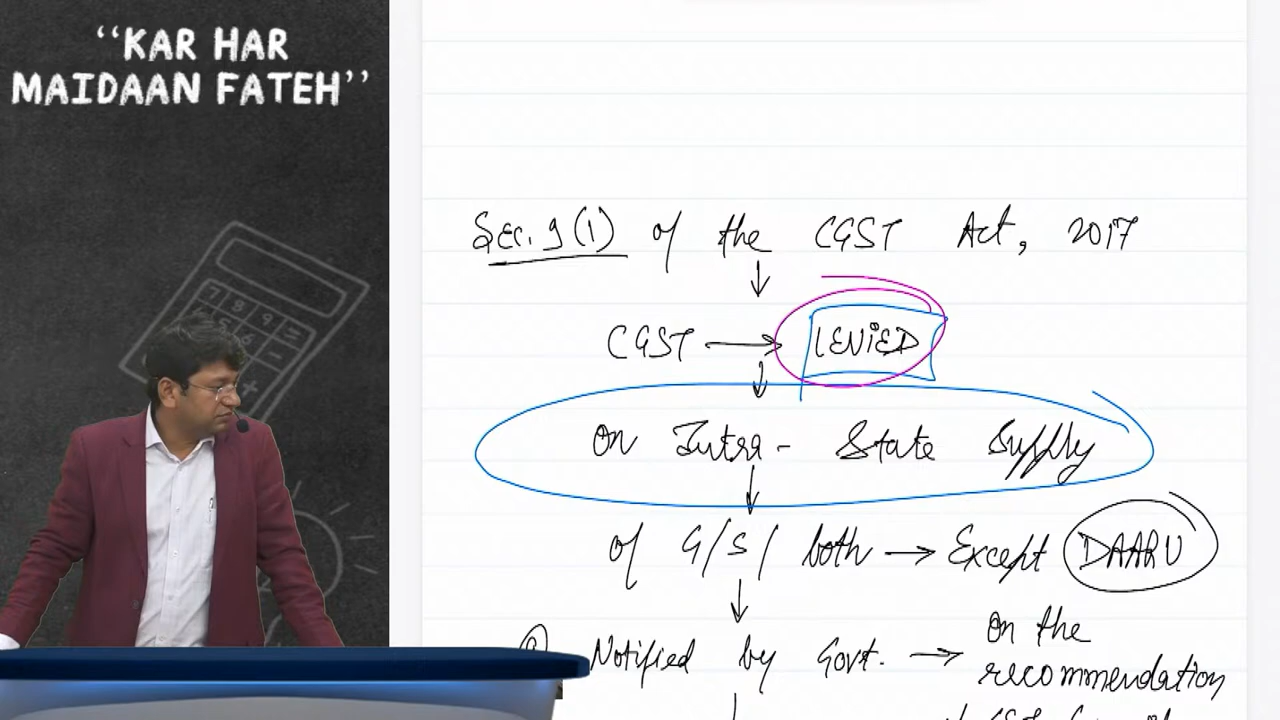 “KAR HAR
MAIDAAN FATEH”
Sec. 9(1) of the CGST Act, 2017
CGST → LEVIED
on Intra - State Supply
of G/S/ both → Except DAARU
@ Notified by Govt. → on the
recommendation